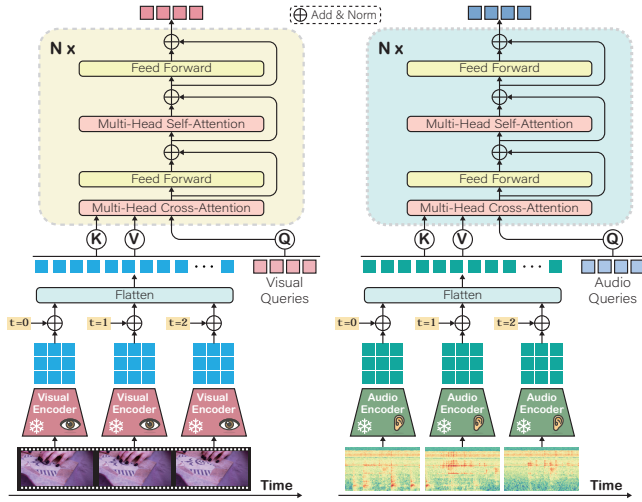 Add & Norm
N x
Feed Forward
Multi-Head Self-Attention
Feed Forward
Multi-Head Cross-Attention
K
V
Q
...
Visual
Queries
Flatten
t=0
t=1
t=2
Visual
Encoder
Visual
Encoder
Visual
Encoder
Time
N x
Feed Forward
Multi-Head Self-Attention
Feed Forward
Multi-Head Cross-Attention
K
V
Q
...
Audio
Queries
Flatten
t=0
t=1
t=2
Audio
Encoder
Audio
Encoder
Audio
Encoder
Time